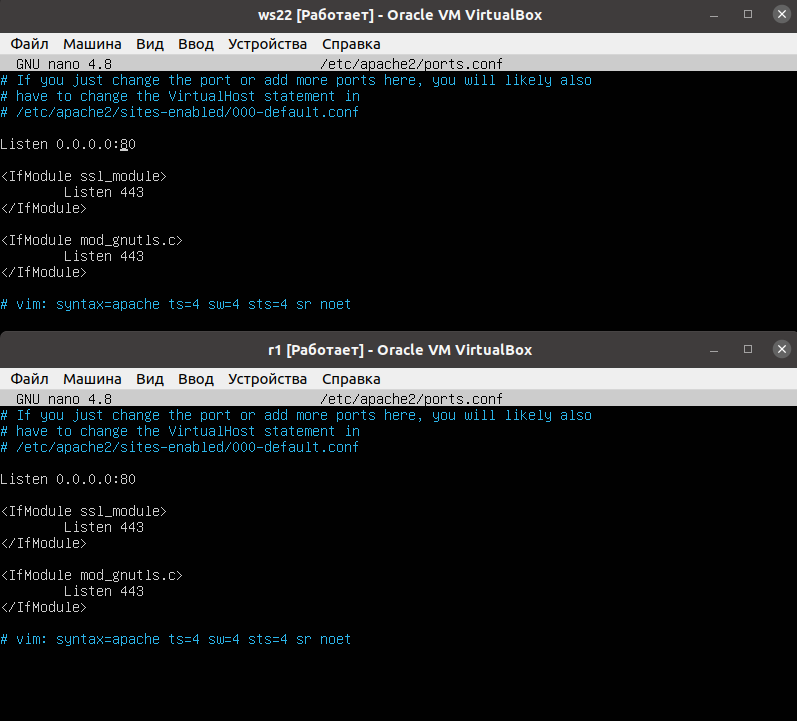 ws22 [Работает] - Oracle VM VirtualBox
Файл Машина Вид Ввод Устройства Справка
GNU nano 4.8 /etc/apache2/ports.conf
# If you just change the port or add more ports here, you will likely also
# have to change the VirtualHost statement in
# /etc/apache2/sites-enabled/000-default.conf
Listen 0.0.0.0:80
<IfModule ssl_module>
Listen 443
</IfModule>
<IfModule mod_gnutls.c>
Listen 443
</IfModule>
# vim: syntax=apache ts=4 sw=4 sts=4 sr noet
r1 [Работает] - Oracle VM VirtualBox
Файл Машина Вид Ввод Устройства Справка
GNU nano 4.8 /etc/apache2/ports.conf
# If you just change the port or add more ports here, you will likely also
# have to change the VirtualHost statement in
# /etc/apache2/sites-enabled/000-default.conf
Listen 0.0.0.0:80
<IfModule ssl_module>
Listen 443
</IfModule>
<IfModule mod_gnutls.c>
Listen 443
</IfModule>
# vim: syntax=apache ts=4 sw=4 sts=4 sr noet